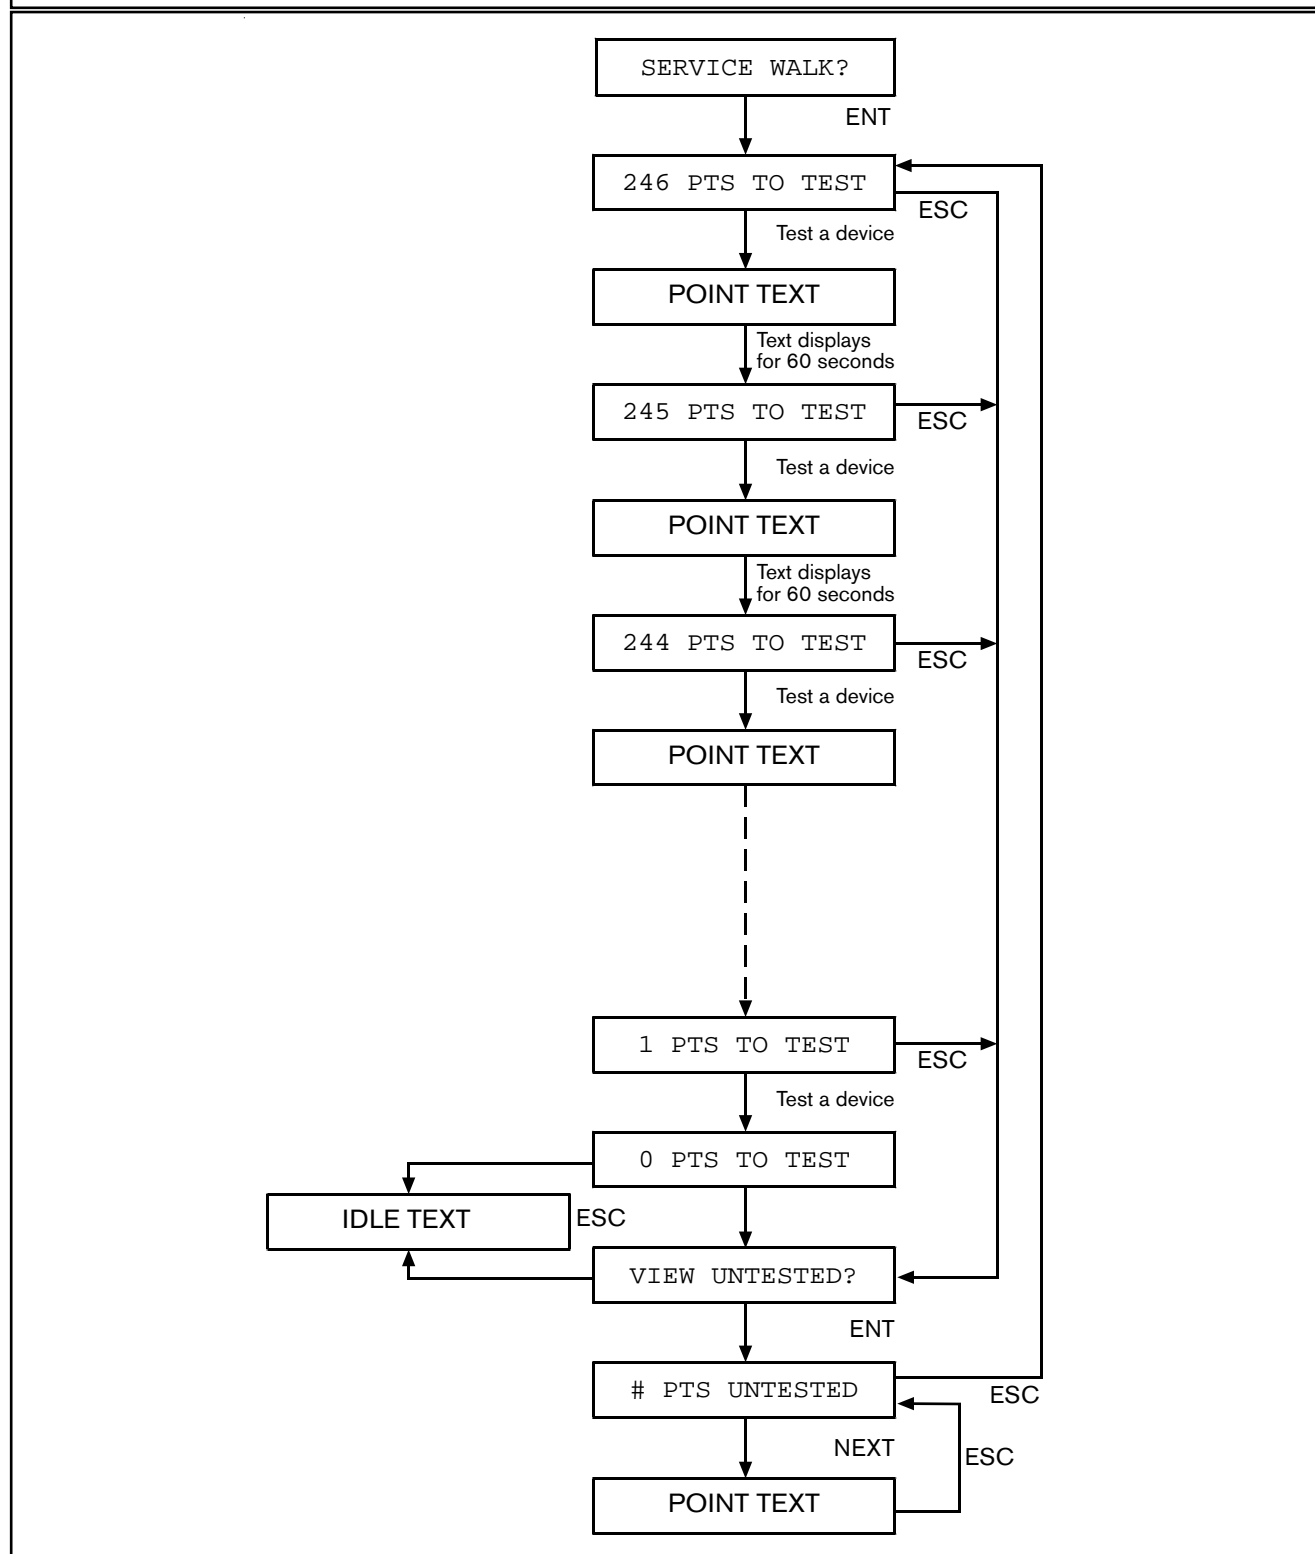 SERVICE WALK?
ENT
246 PTS TO TEST
ESC
Test a device
POINT TEXT
Text displays
for 60 seconds
245 PTS TO TEST
ESC
Test a device
POINT TEXT
Text displays
for 60 seconds
244 PTS TO TEST
ESC
Test a device
POINT TEXT
1 PTS TO TEST
ESC
Test a device
0 PTS TO TEST
IDLE TEXT
ESC
VIEW UNTESTED?
ENT
# PTS UNTESTED
ESC
NEXT
ESC
POINT TEXT